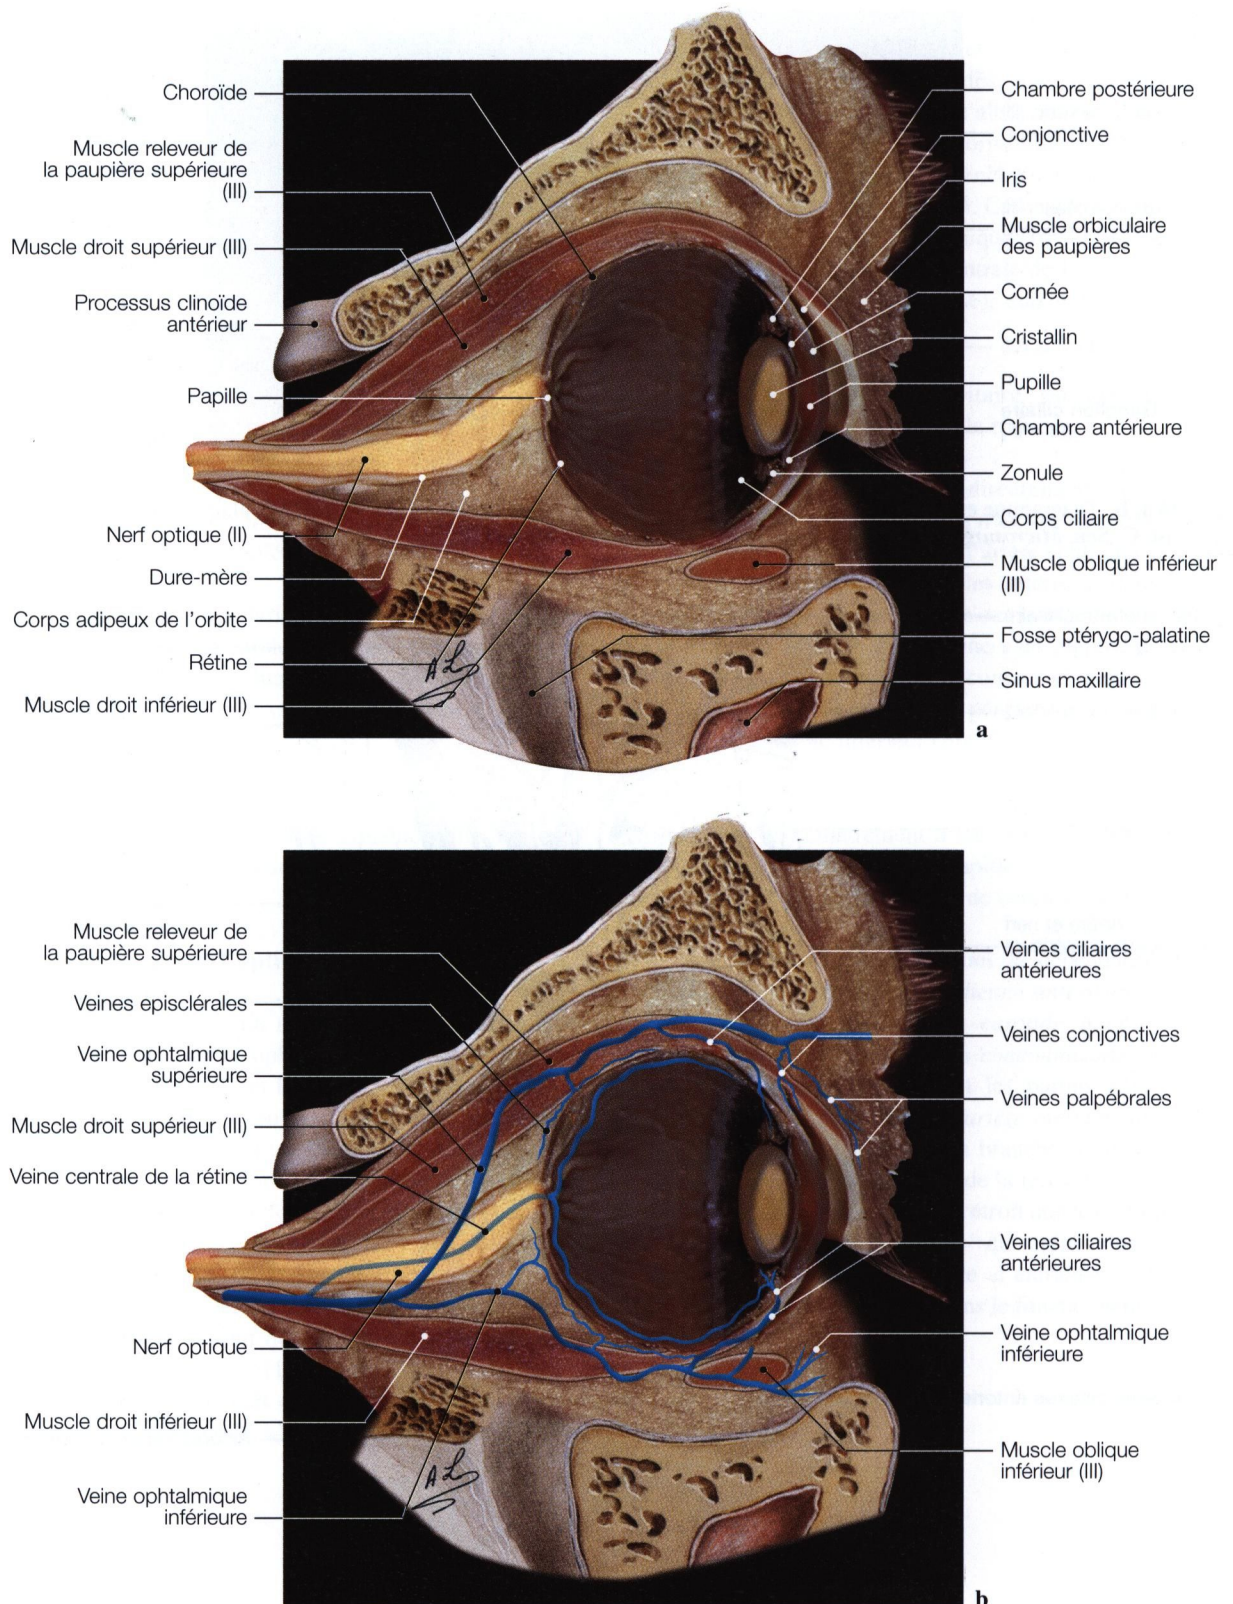 Choroïde
Muscle releveur de
la paupière supérieure
(III)
Muscle droit supérieur (III)
Processus clinoïde
antérieur
Papille
Nerf optique (II)
Dure-mère
Corps adipeux de l'orbite
Rétine
Muscle droit inférieur (III)
Chambre postérieure
Conjonctive
Iris
Muscle orbiculaire
des paupières
Cornée
Cristallin
Pupille
Chambre antérieure
Zonule
Corps ciliaire
Muscle oblique inférieur
(III)
Fosse ptérygo-palatine
Sinus maxillaire
AL
a
Muscle releveur de
la paupière supérieure
Veines episclérales
Veine ophtalmique
supérieure
Muscle droit supérieur (III)
Veine centrale de la rétine
Nerf optique
Muscle droit inférieur (III)
Veine ophtalmique
inférieure
Veines ciliaires
antérieures
Veines conjonctives
Veines palpébrales
Veines ciliaires
antérieures
Veine ophtalmique
inférieure
Muscle oblique
inférieur (III)
AL
b